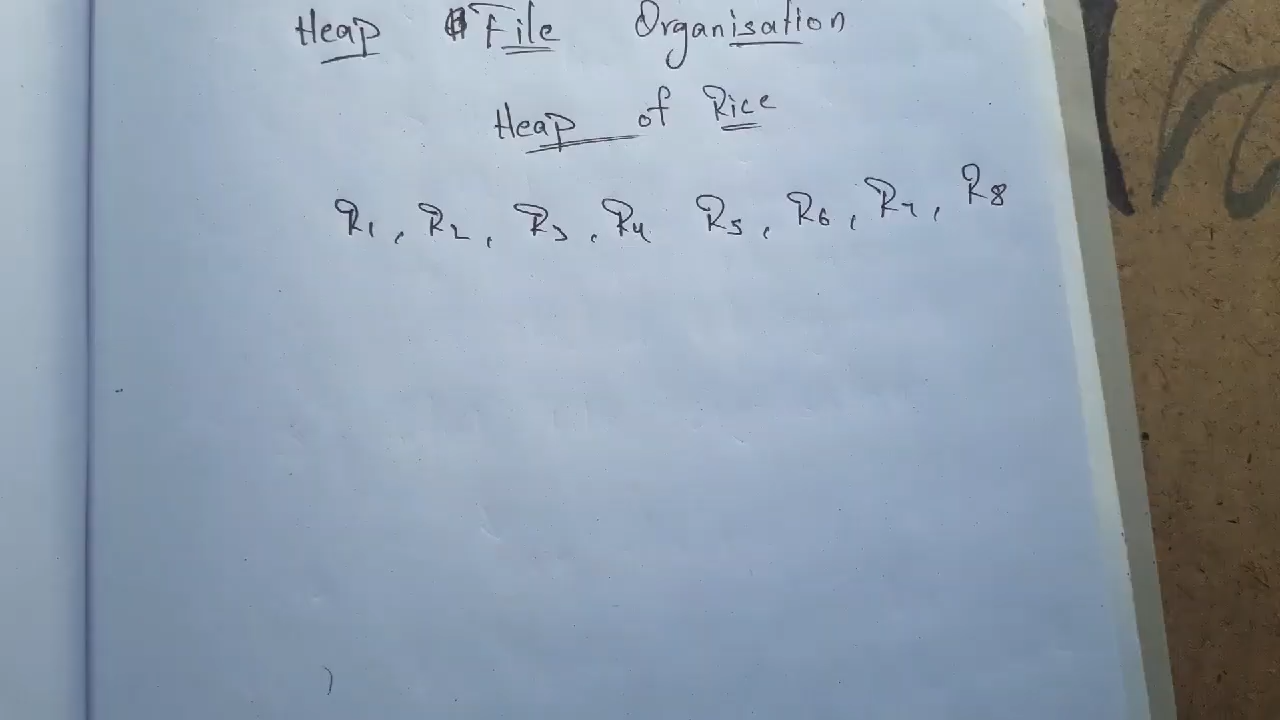 Heap File Organisation
Heap of Rice
R1, R2, R3, R4 R5, R6, R7, R8